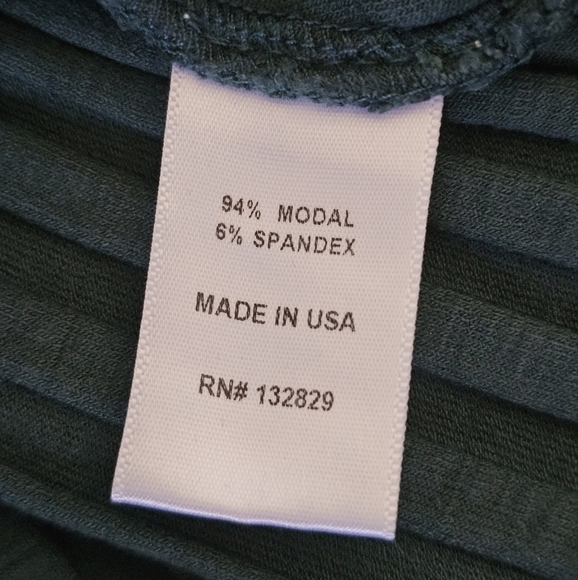 94% MODAL
6% SPANDEX
MADE IN USA
RN# 132829